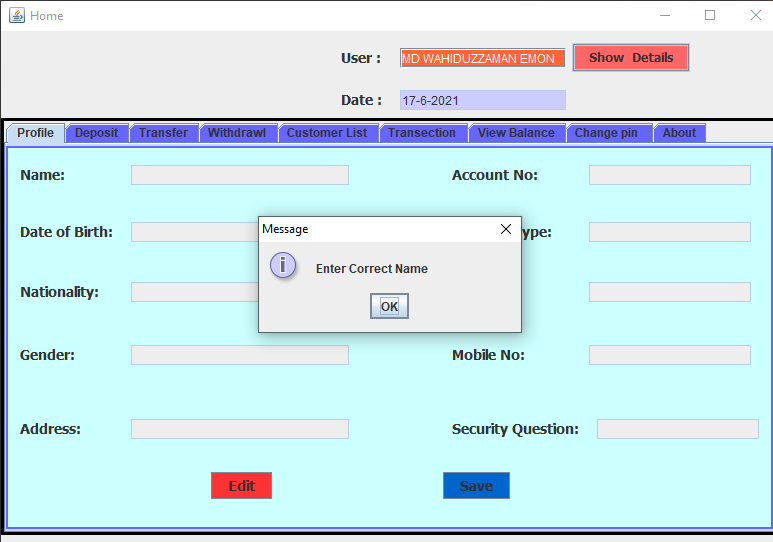 Home
User :
MD WAHIDUZZAMAN EMON
Show Details
Date :
17-6-2021
Profile Deposit Transfer Withdrawl Customer List Transection View Balance Change pin About
Name:
Account No:
Date of Birth:
ype:
Message
Enter Correct Name
OK
Nationality:
Gender:
Mobile No:
Address:
Security Question:
Edit
Save